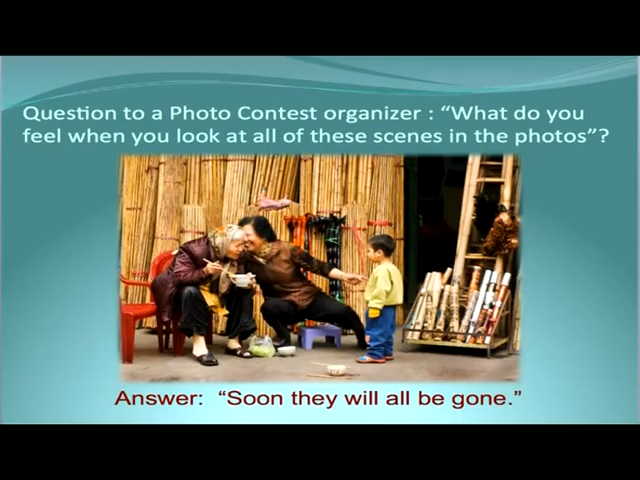 Question to a Photo Contest organizer : “What do you
feel when you look at all of these scenes in the photos”?
Answer:  “Soon they will all be gone.”